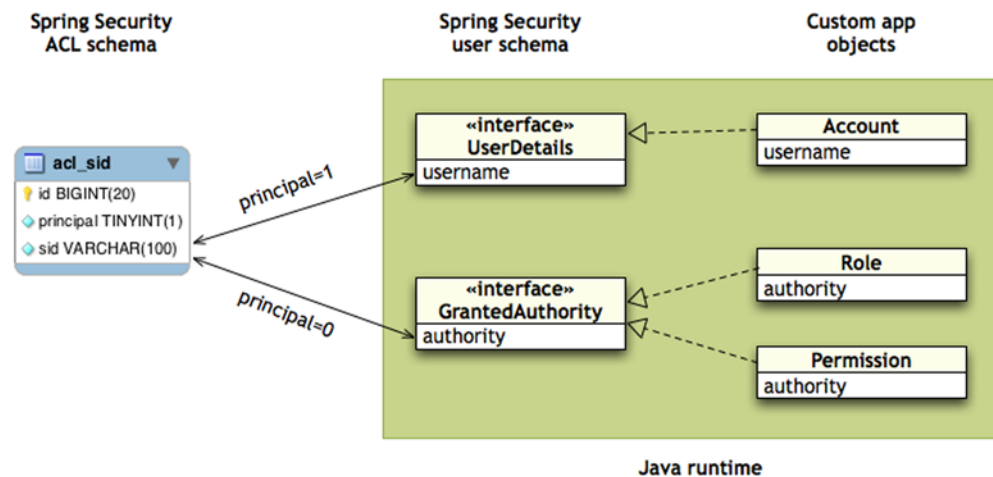 Spring Security
ACL schema
Spring Security
user schema
Custom app
objects
acl_sid
id BIGINT(20)
principal TINYINT(1)
sid VARCHAR(100)
principal=1
principal=0
«interface»
UserDetails
username
«interface»
GrantedAuthority
authority
Account
username
Role
authority
Permission
authority
Java runtime